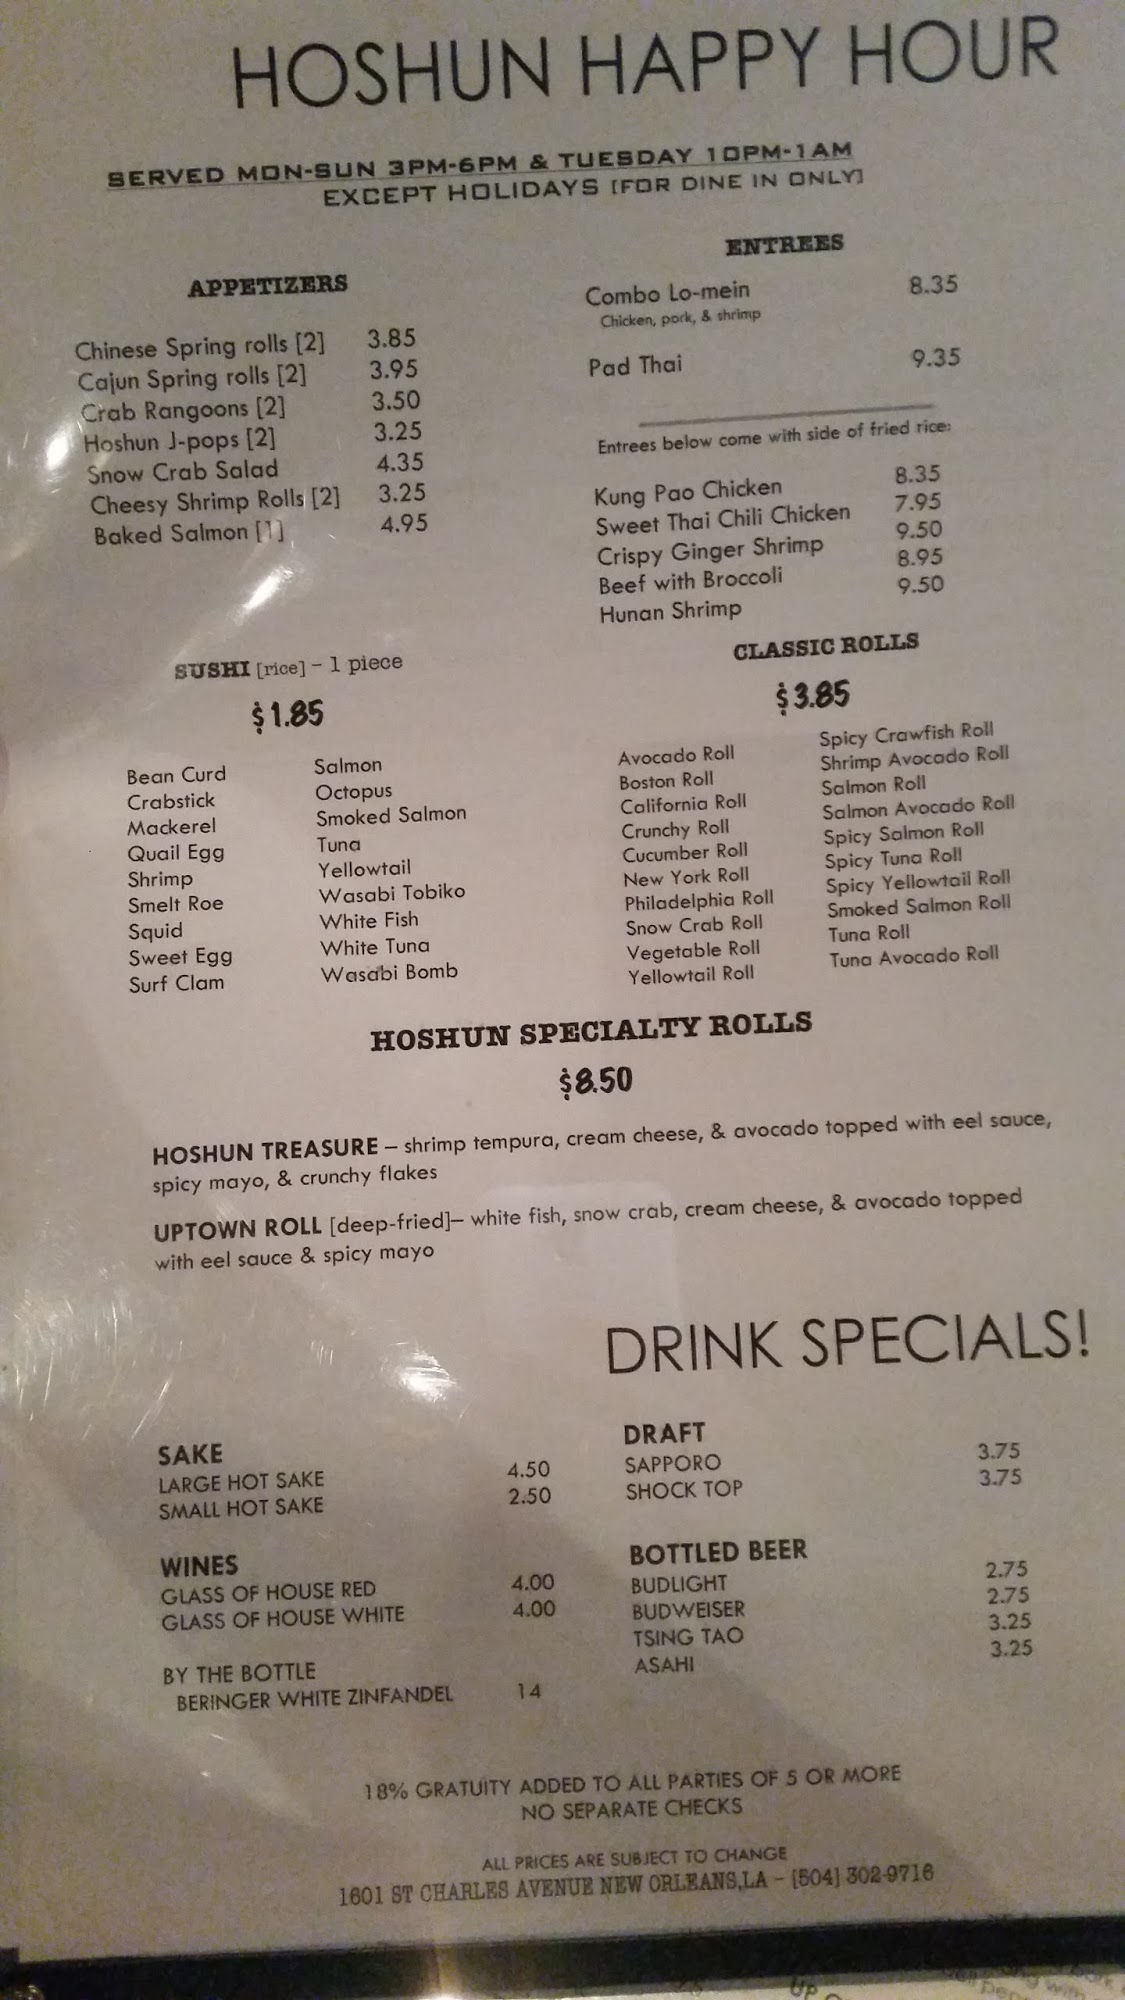 HOSHUN HAPPY HOUR
SERVED MON-SUN 3PM-6PM & TUESDAY 10PM-1AM
EXCEPT HOLIDAYS [FOR DINE IN ONLY]
APPETIZERS
Chinese Spring rolls [2] 3.85
Cajun Spring rolls [2] 3.95
Crab Rangoons [2] 3.50
Hoshun J-pops [2] 3.25
Snow Crab Salad 4.35
Cheesy Shrimp Rolls [2] 3.25
Baked Salmon [1] 4.95
ENTREES
Combo Lo-mein 8.35
Chicken, pork, & shrimp
Pad Thai 9.35
Entrees below come with side of fried rice:
Kung Pao Chicken 8.35
Sweet Thai Chili Chicken 7.95
Crispy Ginger Shrimp 9.50
Beef with Broccoli 8.95
Hunan Shrimp 9.50
SUSHI [rice] – 1 piece
$1.85
Bean Curd
Crabstick
Mackerel
Quail Egg
Shrimp
Smelt Roe
Squid
Sweet Egg
Surf Clam
Salmon
Octopus
Smoked Salmon
Tuna
Yellowtail
Wasabi Tobiko
White Fish
White Tuna
Wasabi Bomb
CLASSIC ROLLS
$3.85
Avocado Roll
Boston Roll
California Roll
Crunchy Roll
Cucumber Roll
New York Roll
Philadelphia Roll
Snow Crab Roll
Vegetable Roll
Yellowtail Roll
Spicy Crawfish Roll
Shrimp Avocado Roll
Salmon Roll
Salmon Avocado Roll
Spicy Salmon Roll
Spicy Tuna Roll
Spicy Yellowtail Roll
Smoked Salmon Roll
Tuna Roll
Tuna Avocado Roll
HOSHUN SPECIALTY ROLLS
$8.50
HOSHUN TREASURE – shrimp tempura, cream cheese, & avocado topped with eel sauce,
spicy mayo, & crunchy flakes
UPTOWN ROLL [deep-fried]– white fish, snow crab, cream cheese, & avocado topped
with eel sauce & spicy mayo
DRINK SPECIALS!
SAKE
LARGE HOT SAKE 4.50
SMALL HOT SAKE 2.50
WINES
GLASS OF HOUSE RED 4.00
GLASS OF HOUSE WHITE 4.00
BY THE BOTTLE
BERINGER WHITE ZINFANDEL 14
DRAFT
SAPPORO 3.75
SHOCK TOP 3.75
BOTTLED BEER
BUDLIGHT 2.75
BUDWEISER 2.75
TSING TAO 3.25
ASAHI 3.25
18% GRATUITY ADDED TO ALL PARTIES OF 5 OR MORE
NO SEPARATE CHECKS
ALL PRICES ARE SUBJECT TO CHANGE
1601 ST CHARLES AVENUE NEW ORLEANS,LA - [504] 302-9716
UP